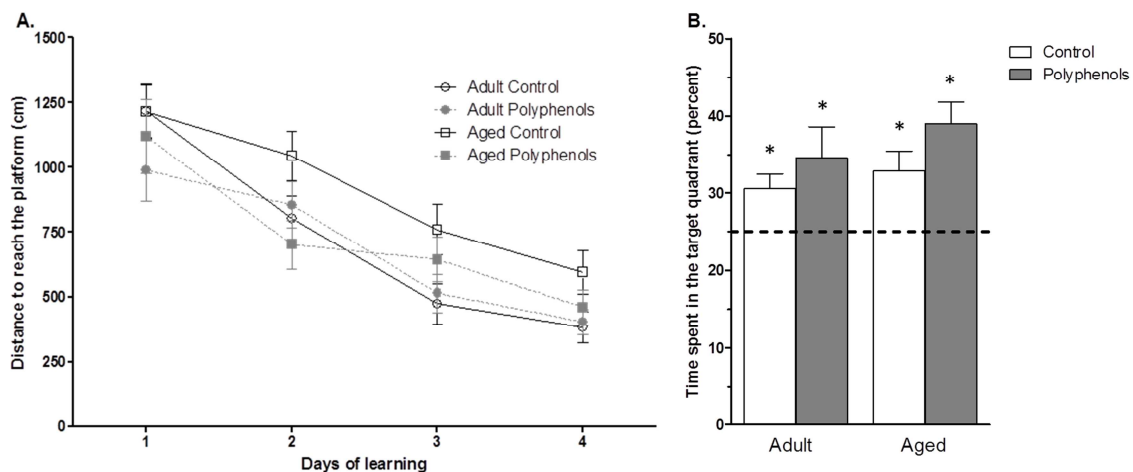 A.
Distance to reach the platform (cm)
1500
1250
1000
750
500
250
0
1
2
3
4
Days of learning
Adult Control
Adult Polyphenols
Aged Control
Aged Polyphenols
B.
Time spent in the target quadrant (percent)
50
40
30
20
10
0
*
*
*
*
Adult
Aged
Control
Polyphenols